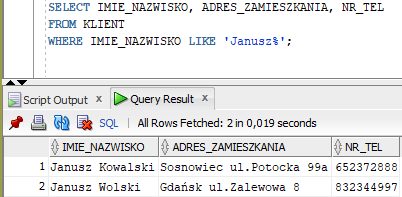 SELECT IMIE_NAZWISKO, ADRES_ZAMIESZKANIA, NR_TEL
FROM KLIENT
WHERE IMIE_NAZWISKO LIKE 'Janusz%';
Script Output x Query Result x
SQL | All Rows Fetched: 2 in 0,019 seconds
IMIE_NAZWISKO ADRES_ZAMIESZKANIA NR_TEL
1 Janusz Kowalski Sosnowiec ul.Potocka 99a 652372888
2 Janusz Wolski Gdańsk ul.Zalewowa 8 832344997